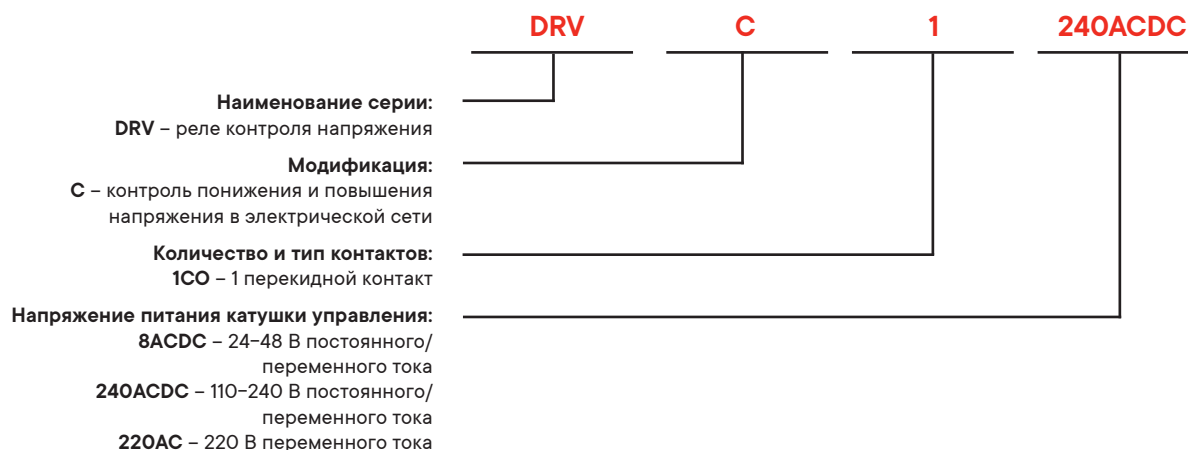 DRV C 1 240ACDC
Наименование серии:
DRV – реле контроля напряжения
Модификация:
C – контроль понижения и повышения
напряжения в электрической сети
Количество и тип контактов:
1CO – 1 перекидной контакт
Напряжение питания катушки управления:
8ACDC – 24–48 В постоянного/
переменного тока
240ACDC – 110–240 В постоянного/
переменного тока
220AC – 220 В переменного тока